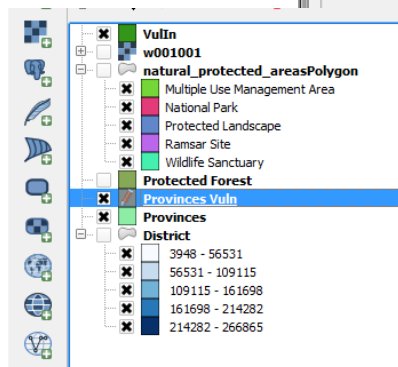 VulIn
w001001
natural_protected_areasPolygon
Multiple Use Management Area
National Park
Protected Landscape
Ramsar Site
Wildlife Sanctuary
Protected Forest
Provinces Vuln
Provinces
District
3948 - 56531
56531 - 109115
109115 - 161698
161698 - 214282
214282 - 266865